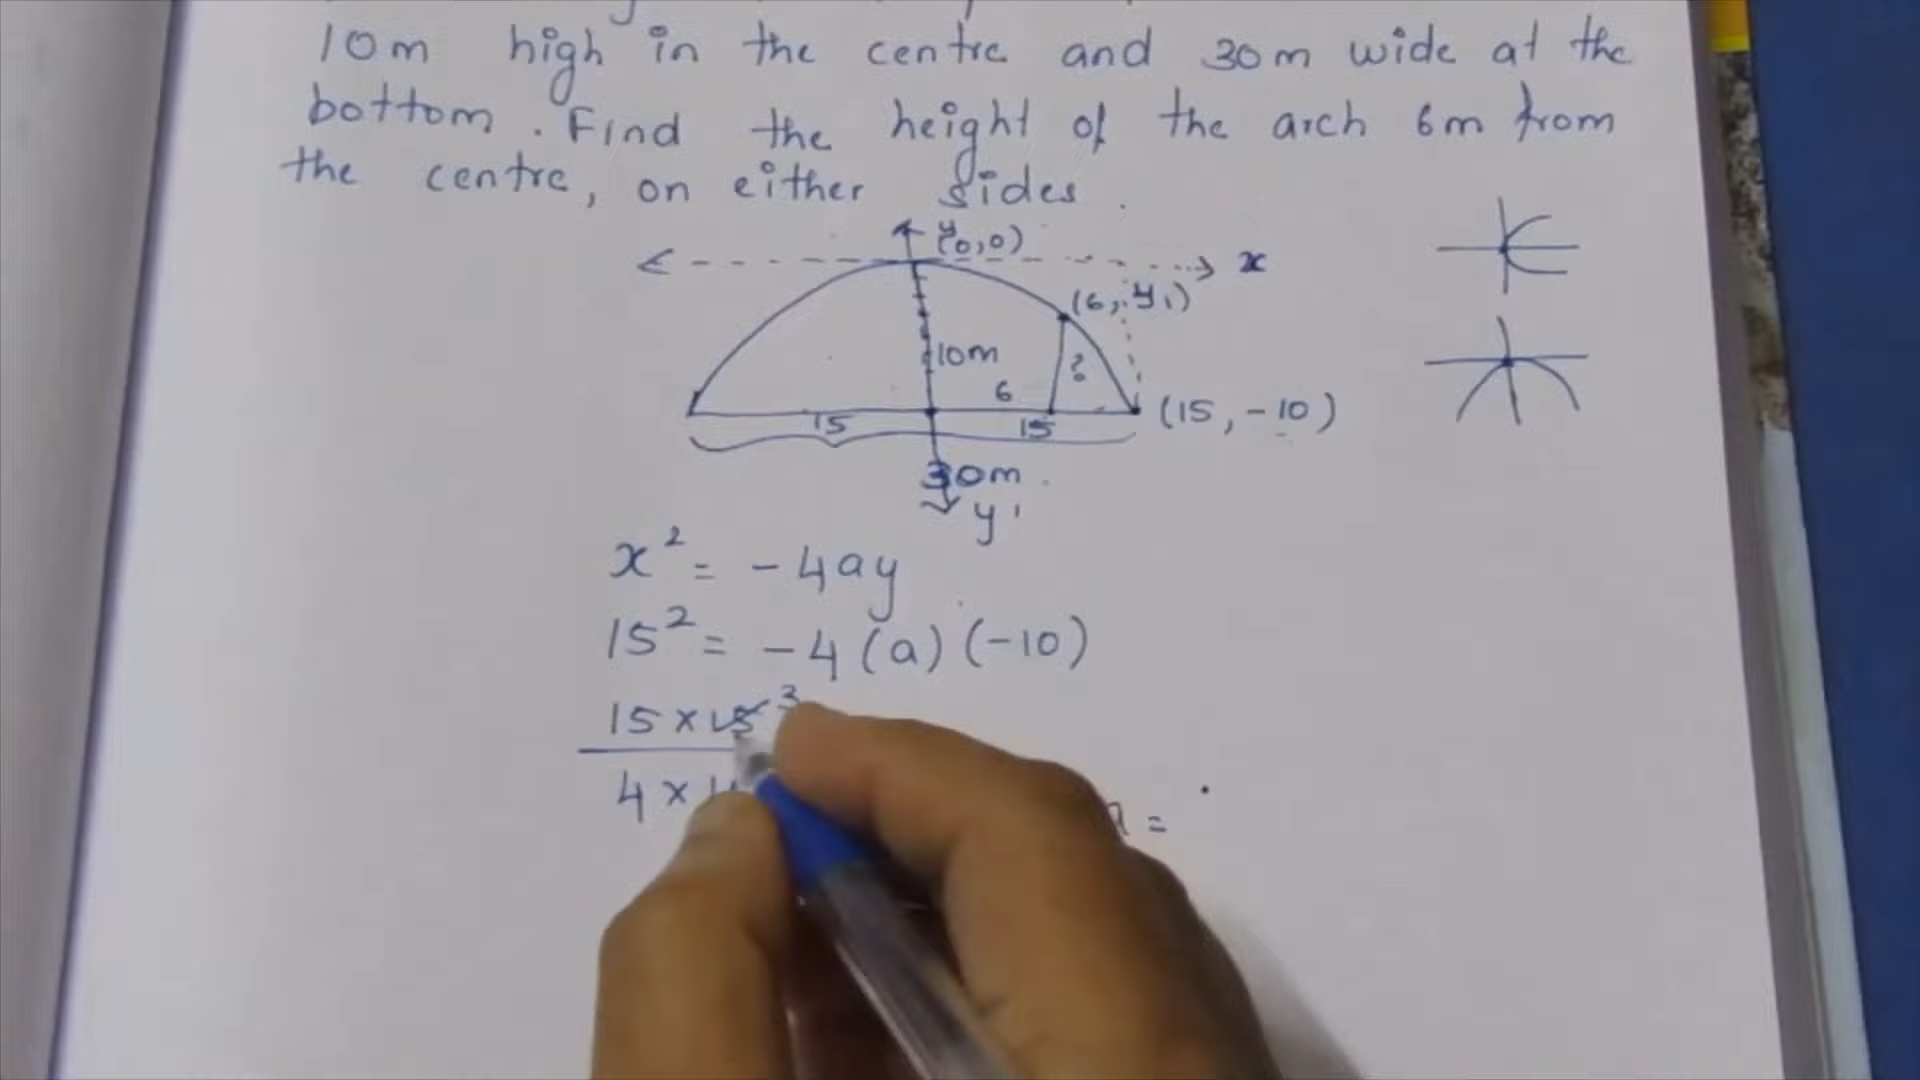 10m high in the centre and 30m wide at the
bottom. Find the height of the arch 6m from
the centre, on either sides.
y
(0,0)
x
(6, y₁)
10m
?
6
(15, -10)
15
15
30m
y'
x² = -4ay
15² = -4(a)(-10)
15 × 15 3
4 ×
a =